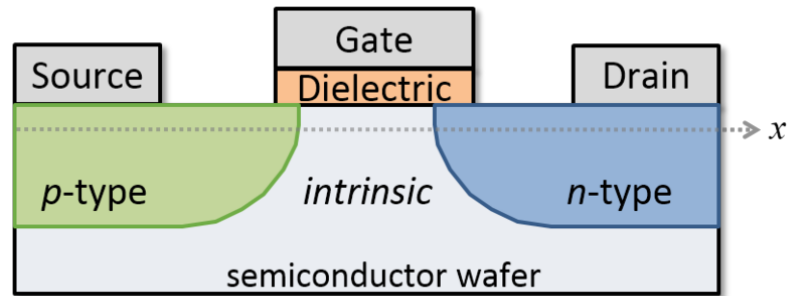 Gate
Source
Dielectric
Drain
x
p-type
intrinsic
n-type
semiconductor wafer